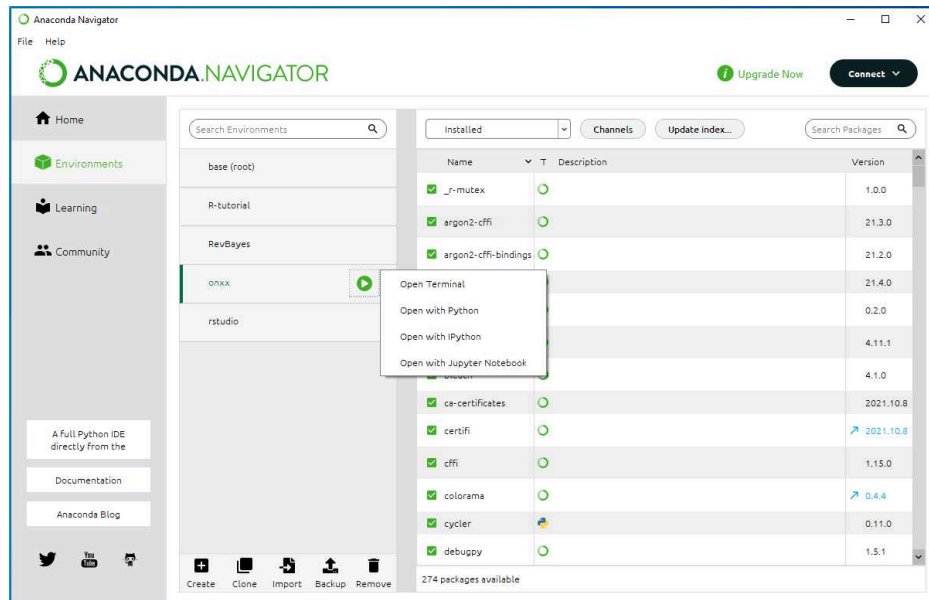 Anaconda Navigator
File Help
ANACONDA.NAVIGATOR
Upgrade Now
Connect
Home
Environments
Learning
Community
A full Python IDE
directly from the
Documentation
Anaconda Blog
You
Tube
Search Environments
base (root)
R-tutorial
RevBayes
onxx
rstudio
Open Terminal
Open with Python
Open with IPython
Open with Jupyter Notebook
Create Clone Import Backup Remove
Installed Channels Update index... Search Packages
Name T Description Version
_r-mutex 1.0.0
argon2-cffi 21.3.0
argon2-cffi-bindings 21.2.0
21.4.0
0.2.0
4.11.1
4.1.0
ca-certificates 2021.10.8
certifi 2021.10.8
cffi 1.15.0
colorama 0.4.4
cycler 0.11.0
debugpy 1.5.1
274 packages available